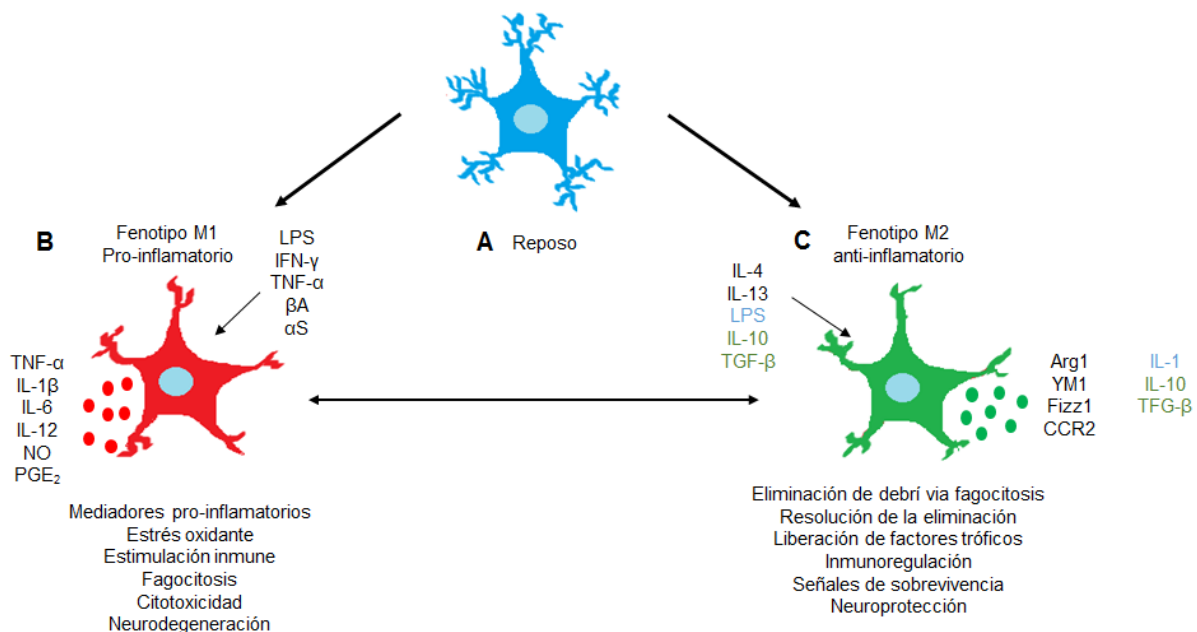 A Reposo
B
Fenotipo M1
Pro-inflamatorio
LPS
IFN-γ
TNF-α
βA
αS
TNF-α
IL-1β
IL-6
IL-12
NO
PGE₂
Mediadores pro-inflamatorios
Estrés oxidante
Estimulación inmune
Fagocitosis
Citotoxicidad
Neurodegeneración
C
Fenotipo M2
anti-inflamatorio
IL-4
IL-13
LPS
IL-10
TGF-β
Arg1
YM1
Fizz1
CCR2
IL-1
IL-10
TFG-β
Eliminación de debrí via fagocitosis
Resolución de la eliminación
Liberación de factores tróficos
Inmunoregulación
Señales de sobrevivencia
Neuroprotección